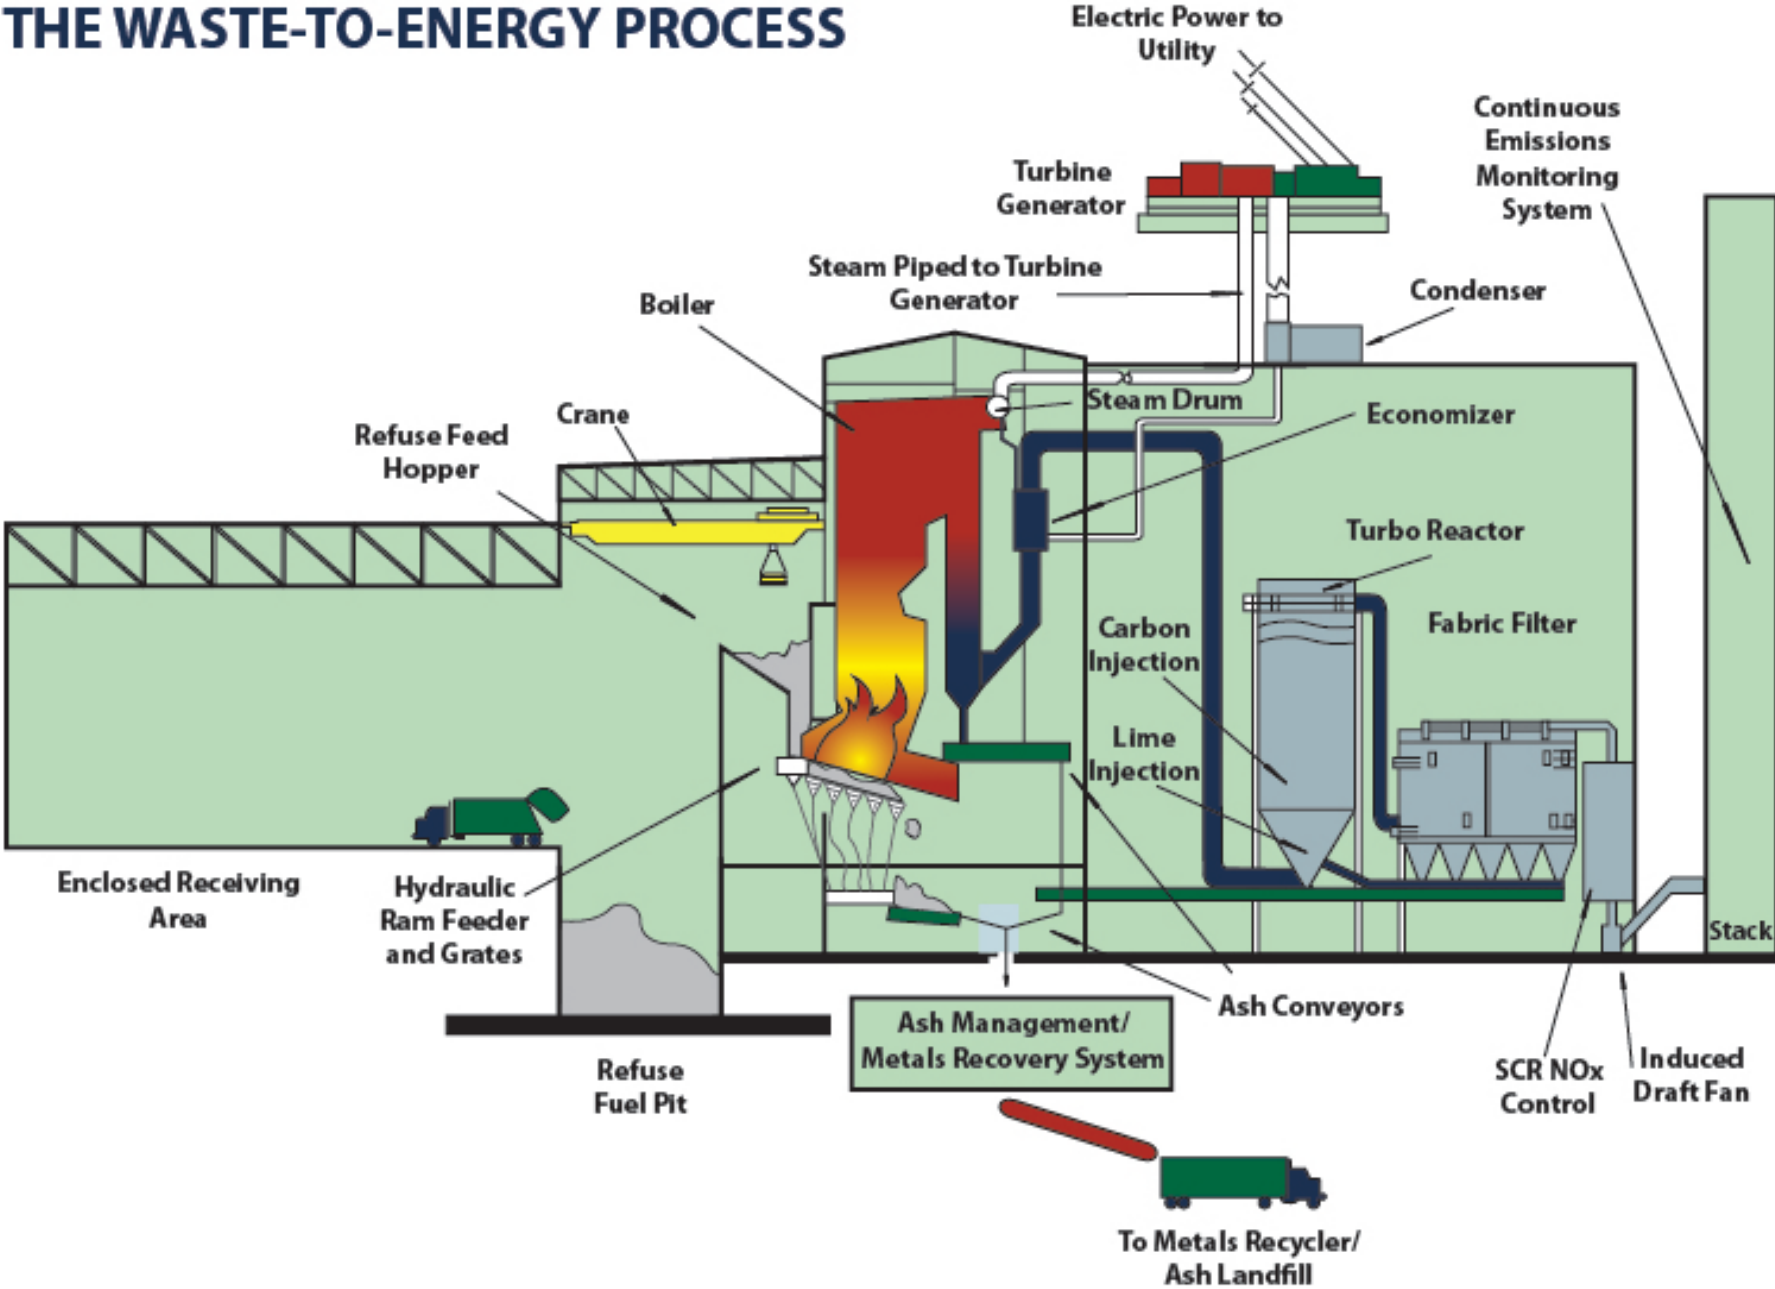 THE WASTE-TO-ENERGY PROCESS
Electric Power to
Utility
Continuous
Emissions
Monitoring
System
Turbine
Generator
Steam Piped to Turbine
Generator
Boiler
Condenser
Crane
Steam Drum
Economizer
Refuse Feed
Hopper
Turbo Reactor
Carbon
Injection
Fabric Filter
Lime
Injection
Enclosed Receiving
Area
Hydraulic
Ram Feeder
and Grates
Stack
Ash Conveyors
Ash Management/
Metals Recovery System
Refuse
Fuel Pit
SCR NOx
Control
Induced
Draft Fan
To Metals Recycler/
Ash Landfill